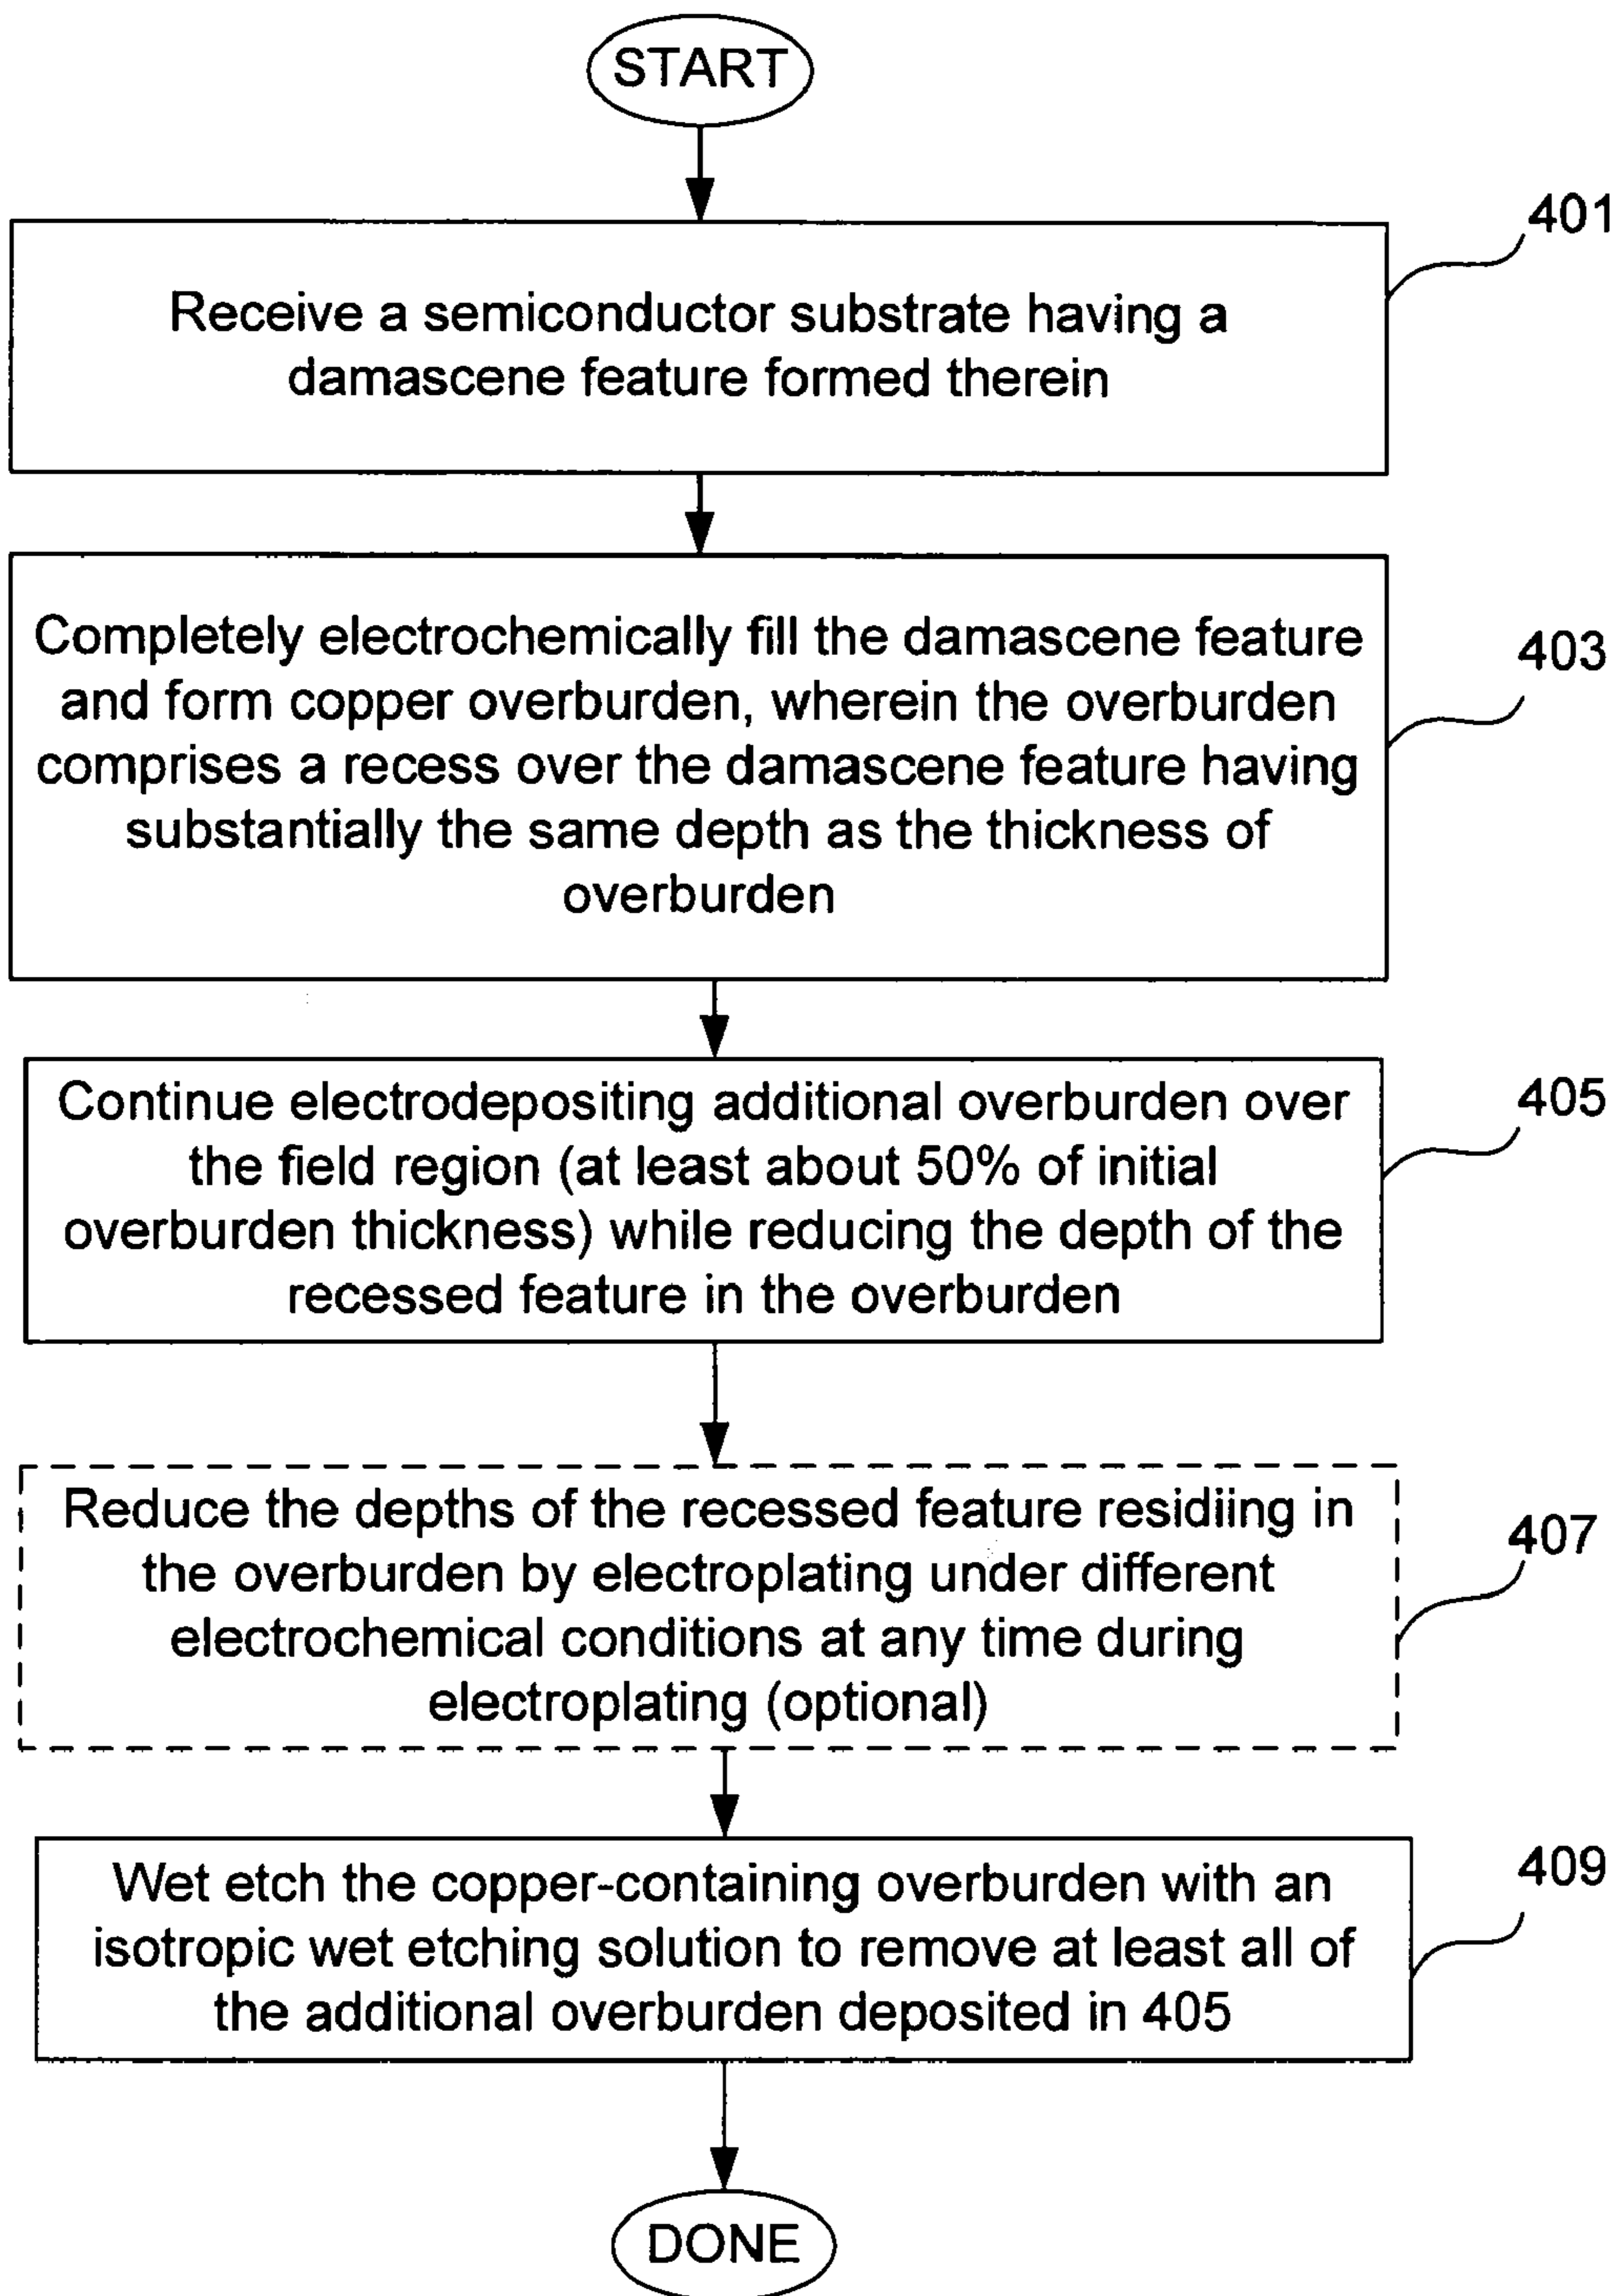 START
401
Receive a semiconductor substrate having a
damascene feature formed therein
403
Completely electrochemically fill the damascene feature
and form copper overburden, wherein the overburden
comprises a recess over the damascene feature having
substantially the same depth as the thickness of
overburden
405
Continue electrodepositing additional overburden over
the field region (at least about 50% of initial
overburden thickness) while reducing the depth of the
recessed feature in the overburden
407
Reduce the depths of the recessed feature residiing in
the overburden by electroplating under different
electrochemical conditions at any time during
electroplating (optional)
409
Wet etch the copper-containing overburden with an
isotropic wet etching solution to remove at least all of
the additional overburden deposited in 405
DONE